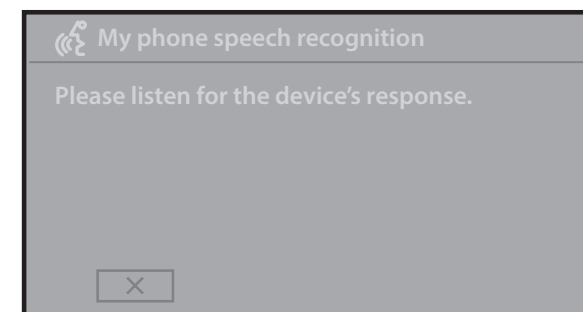 My phone speech recognition
Please listen for the device’s response.